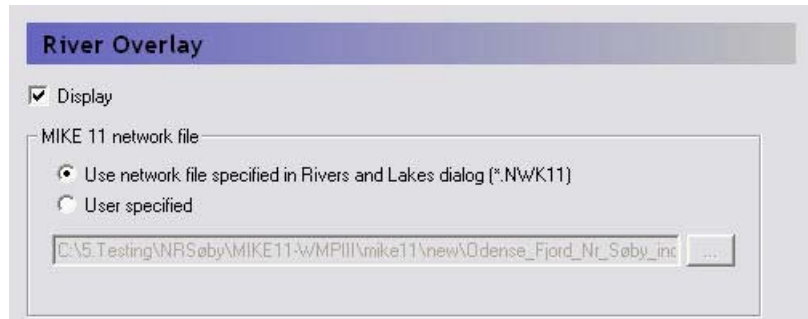 River Overlay
Display
MIKE 11 network file
Use network file specified in Rivers and Lakes dialog (*.NWK11)
User specified
C:\5.Testing\NRSøby\MIKE11-WMPIII\mike11\new\Odense_Fjord_Nr_Søby_inc
...